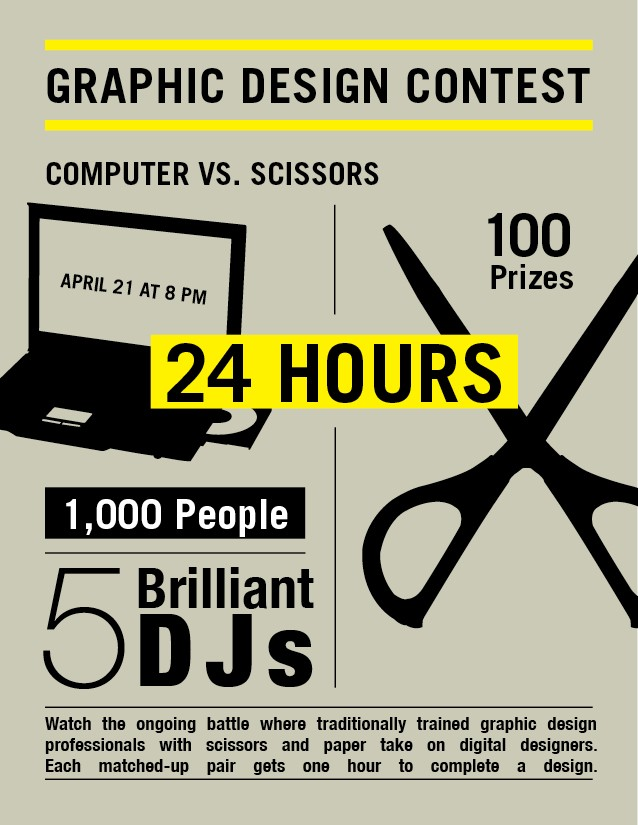 GRAPHIC DESIGN CONTEST
COMPUTER VS. SCISSORS
APRIL 21 AT 8 PM
100
Prizes
24 HOURS
1,000 People
5 Brilliant
DJs
Watch the ongoing battle where traditionally trained graphic design
professionals with scissors and paper take on digital designers.
Each matched-up pair gets one hour to complete a design.